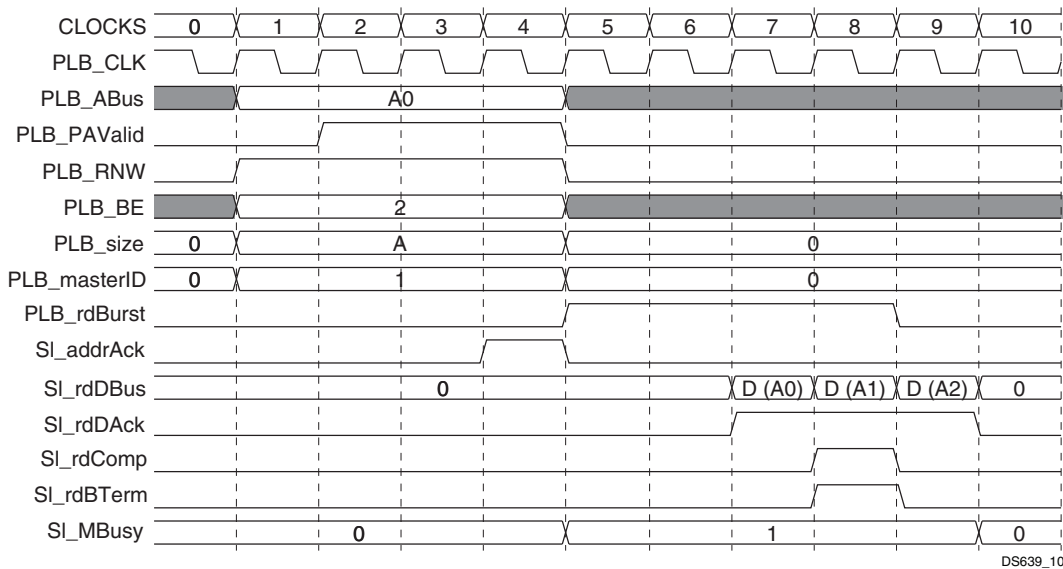 CLOCKS 0 1 2 3 4 5 6 7 8 9 10
PLB_CLK
PLB_ABus A0
PLB_PAValid
PLB_RNW
PLB_BE 2
PLB_size 0 A 0
PLB_masterID 0 1 0
PLB_rdBurst
Sl_addrAck
Sl_rdDBus 0 D (A0) D (A1) D (A2) 0
Sl_rdDAck
Sl_rdComp
Sl_rdBTerm
Sl_MBusy 0 1 0
DS639_10